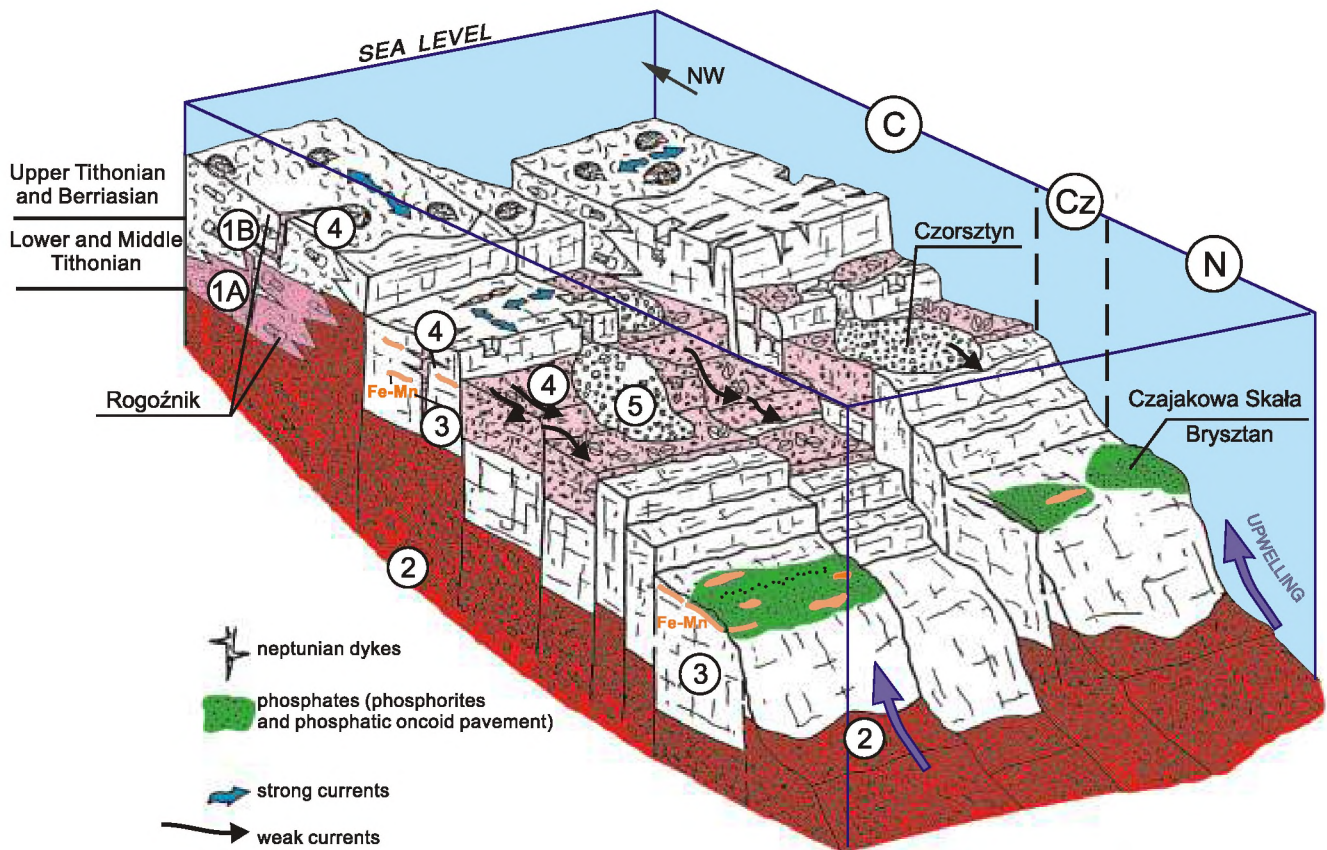 SEA LEVEL
NW
C
Cz
N
Upper Tithonian
and Berriasian
Lower and Middle
Tithonian
1B
4
1A
Rogoźnik
Czorsztyn
4
Fe-Mn
3
4
5
Czajakowa Skała
Brysztan
UPWELLING
2
Fe-Mn
3
2
neptunian dykes
phosphates (phosphorites
and phosphatic oncoid pavement)
strong currents
weak currents